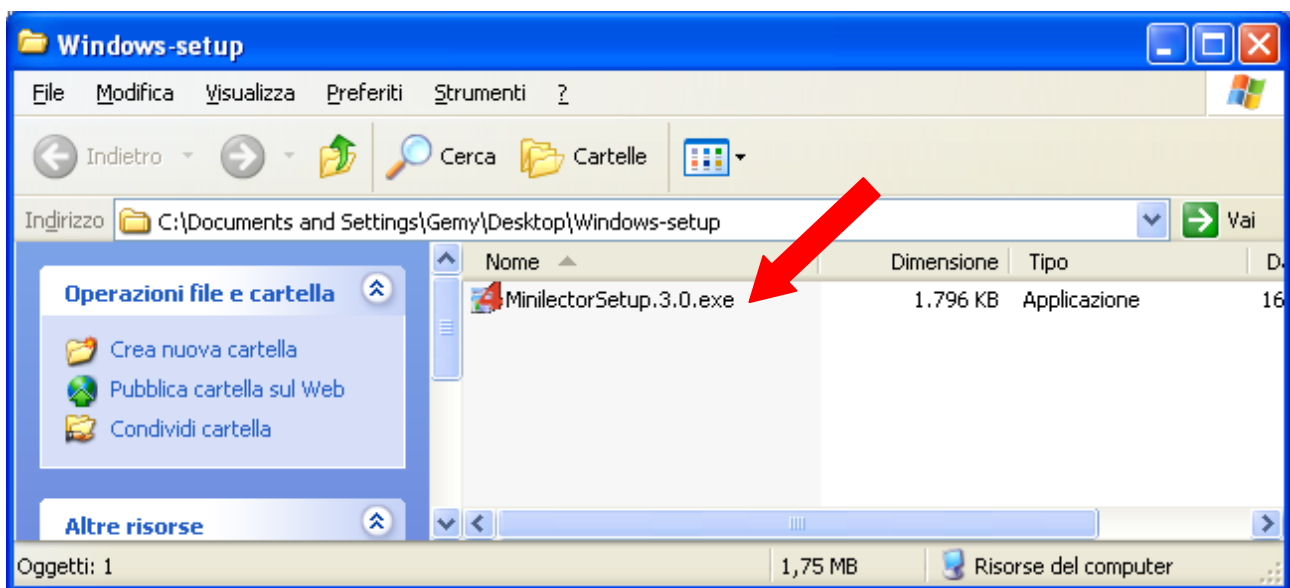 Windows-setup
File Modifica Visualizza Preferiti Strumenti ?
Indietro Cerca Cartelle
Indirizzo C:\Documents and Settings\Gemy\Desktop\Windows-setup Vai
Nome Dimensione Tipo
Operazioni file e cartella
MinilectorSetup.3.0.exe 1.796 KB Applicazione 16
Crea nuova cartella
Pubblica cartella sul Web
Condividi cartella
Altre risorse
Oggetti: 1 1,75 MB Risorse del computer